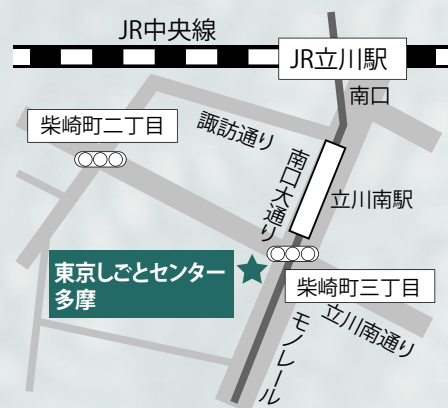 JR中央線
JR立川駅
南口
柴崎町二丁目
諏訪通り
南口大通り
立川南駅
東京しごとセンター
多摩
柴崎町三丁目
立川南通り
モノレール